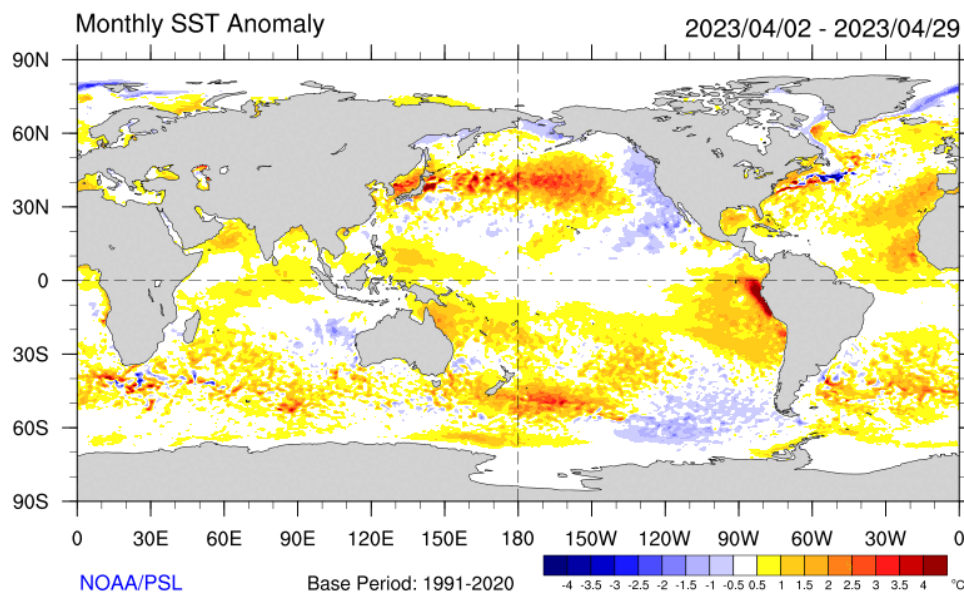 Monthly SST Anomaly 2023/04/02 - 2023/04/29
90N
60N
30N
0
30S
60S
90S
0 30E 60E 90E 120E 150E 180 150W 120W 90W 60W 30W 0
NOAA/PSL Base Period: 1991-2020
-4 -3.5 -3 -2.5 -2 -1.5 -1 -0.5 0.5 1 1.5 2 2.5 3 3.5 4 °C